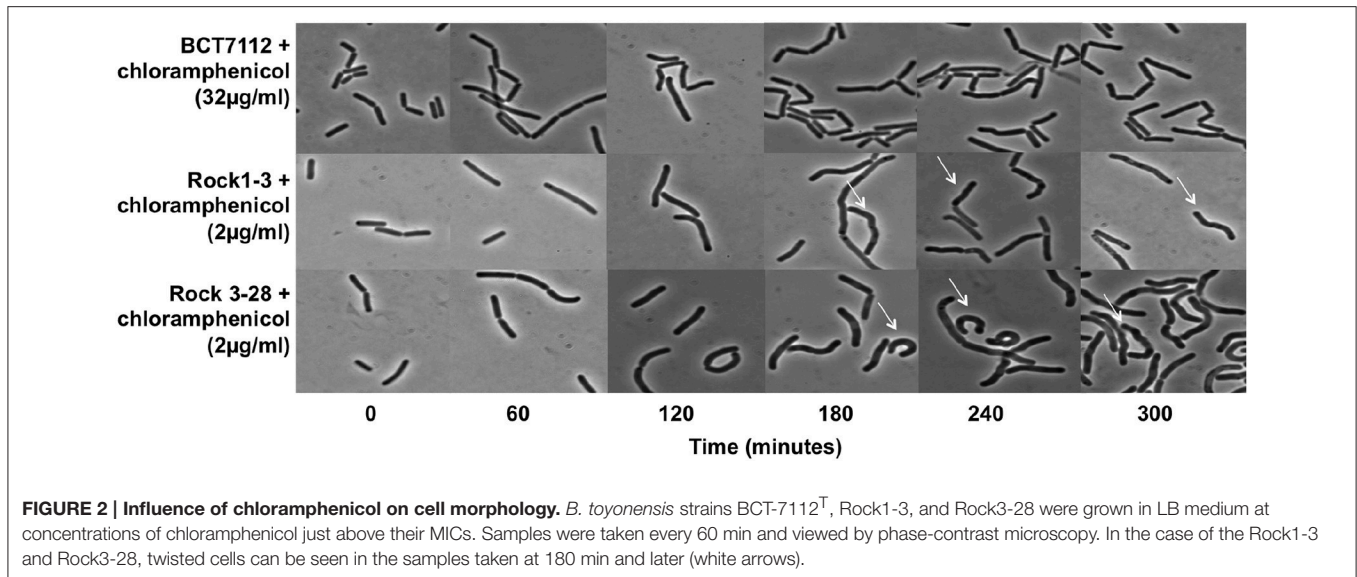 BCT7112 +
chloramphenicol
(32µg/ml)
Rock1-3 +
chloramphenicol
(2µg/ml)
Rock 3-28 +
chloramphenicol
(2µg/ml)
0 60 120 180 240 300
Time (minutes)
FIGURE 2 | Influence of chloramphenicol on cell morphology. B. toyonensis strains BCT-7112ᵀ, Rock1-3, and Rock3-28 were grown in LB medium at
concentrations of chloramphenicol just above their MICs. Samples were taken every 60 min and viewed by phase-contrast microscopy. In the case of the Rock1-3
and Rock3-28, twisted cells can be seen in the samples taken at 180 min and later (white arrows).